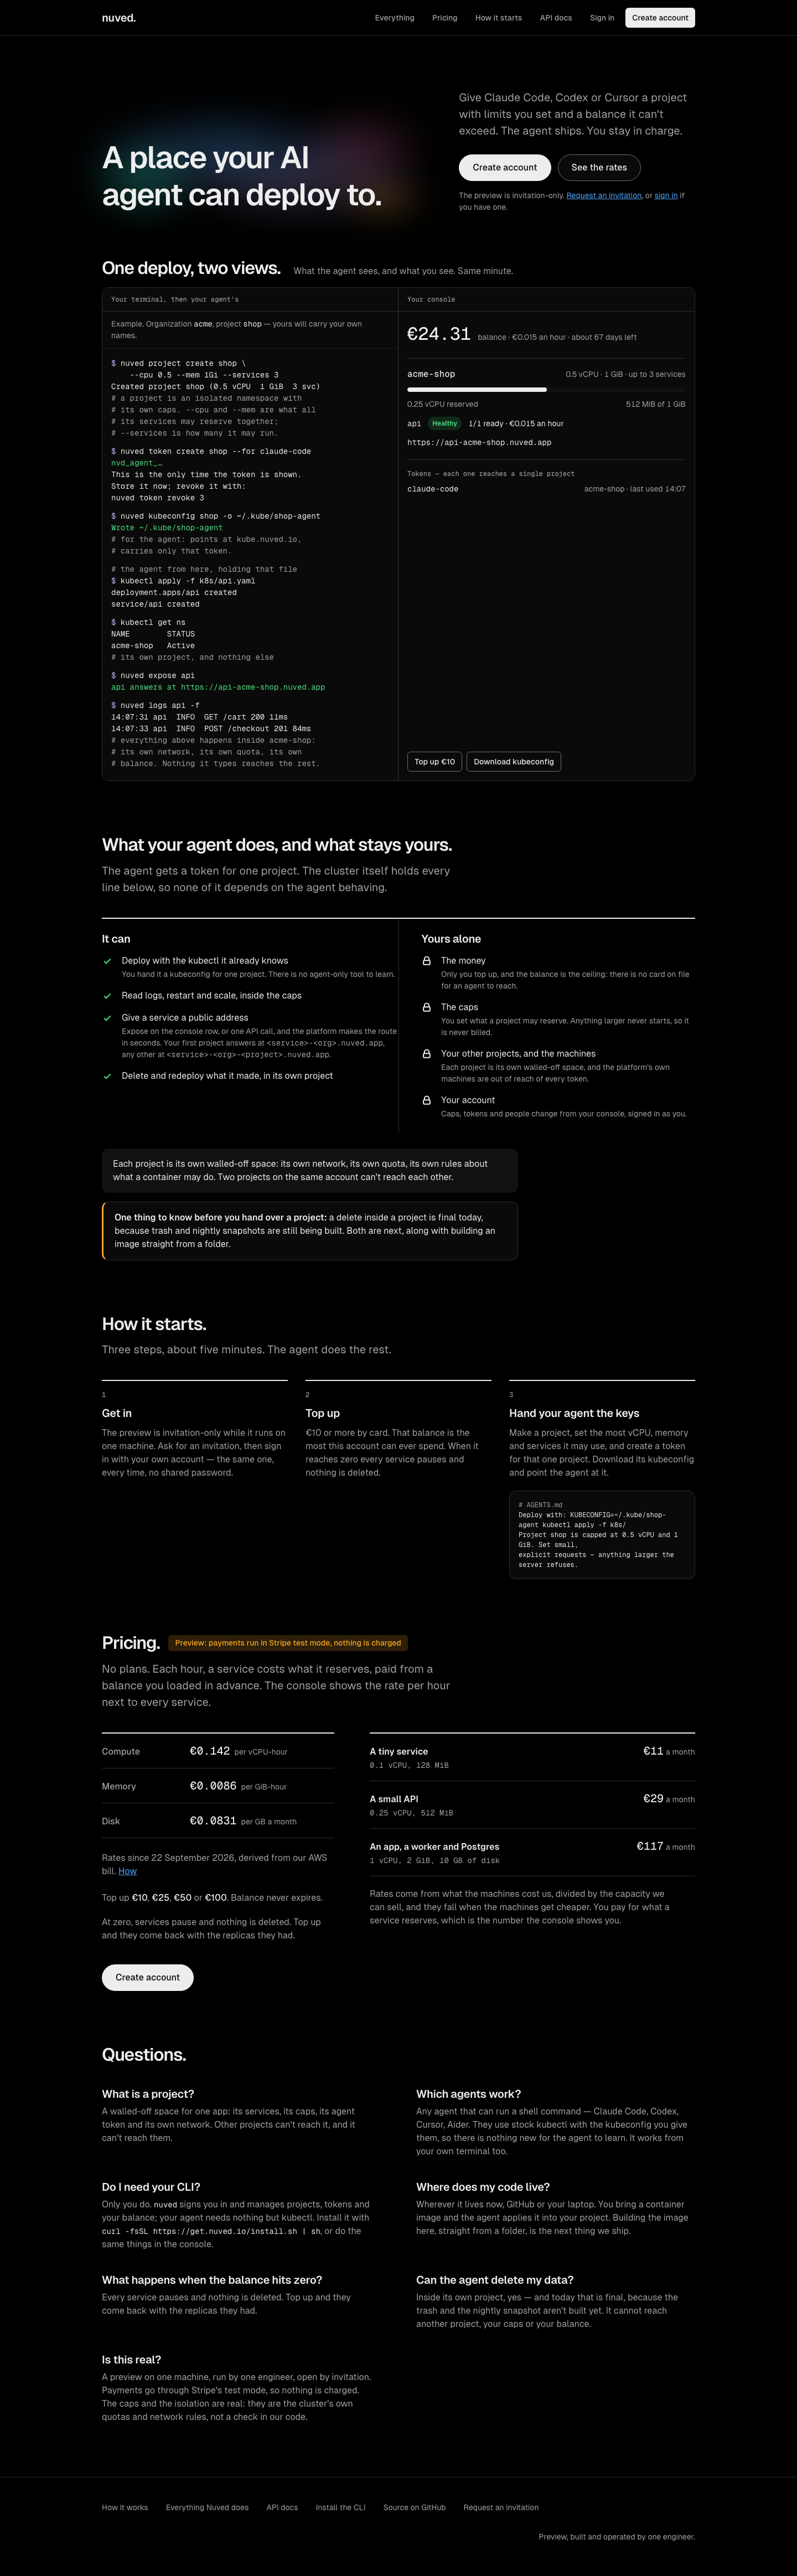 nuved.
Everything
Pricing
How it starts
API docs
Sign in
Create account
A place your AI
agent can deploy to.
Give Claude Code, Codex or Cursor a project
with limits you set and a balance it can't
exceed. The agent ships. You stay in charge.
Create account
See the rates
The preview is invitation-only. Request an invitation, or sign in if
you have one.
One deploy, two views.
What the agent sees, and what you see. Same minute.
Your terminal, then your agent's
Example. Organization acme, project shop — yours will carry your own
names.
$ nuved project create shop \
--cpu 0.5 --mem 1Gi --services 3
Created project shop (0.5 vCPU 1 GiB 3 svc)
# a project is an isolated namespace with
# its own caps. --cpu and --mem are what all
# its services may reserve together;
# --services is how many it may run.
$ nuved token create shop --for claude-code
nvd_agent_…
This is the only time the token is shown.
Store it now; revoke it with:
nuved token revoke 3
$ nuved kubeconfig shop -o ~/.kube/shop-agent
Wrote ~/.kube/shop-agent
# for the agent: points at kube.nuved.io,
# carries only that token.
# the agent from here, holding that file
$ kubectl apply -f k8s/api.yaml
deployment.apps/api created
service/api created
$ kubectl get ns
NAME STATUS
acme-shop Active
# its own project, and nothing else
$ nuved expose api
api answers at https://api-acme-shop.nuved.app
$ nuved logs api -f
14:07:31 api INFO GET /cart 200 11ms
14:07:33 api INFO POST /checkout 201 84ms
# everything above happens inside acme-shop:
# its own network, its own quota, its own
# balance. Nothing it types reaches the rest.
Your console
€24.31 balance · €0.015 an hour · about 67 days left
acme-shop
0.5 vCPU · 1 GiB · up to 3 services
0.25 vCPU reserved
512 MiB of 1 GiB
api Healthy 1/1 ready · €0.015 an hour
https://api-acme-shop.nuved.app
Tokens — each one reaches a single project
claude-code
acme-shop · last used 14:07
Top up €10
Download kubeconfig
What your agent does, and what stays yours.
The agent gets a token for one project. The cluster itself holds every
line below, so none of it depends on the agent behaving.
It can
Deploy with the kubectl it already knows
You hand it a kubeconfig for one project. There is no agent-only tool to learn.
Read logs, restart and scale, inside the caps
Give a service a public address
Expose on the console row, or one API call, and the platform makes the route
in seconds. Your first project answers at <service>-<org>.nuved.app,
any other at <service>-<org>-<project>.nuved.app.
Delete and redeploy what it made, in its own project
Yours alone
The money
Only you top up, and the balance is the ceiling: there is no card on file
for an agent to reach.
The caps
You set what a project may reserve. Anything larger never starts, so it
is never billed.
Your other projects, and the machines
Each project is its own walled-off space, and the platform's own
machines are out of reach of every token.
Your account
Caps, tokens and people change from your console, signed in as you.
Each project is its own walled-off space: its own network, its own quota, its own rules about
what a container may do. Two projects on the same account can't reach each other.
One thing to know before you hand over a project: a delete inside a project is final today,
because trash and nightly snapshots are still being built. Both are next, along with building an
image straight from a folder.
How it starts.
Three steps, about five minutes. The agent does the rest.
1
Get in
The preview is invitation-only while it runs on
one machine. Ask for an invitation, then sign
in with your own account — the same one,
every time, no shared password.
2
Top up
€10 or more by card. That balance is the
most this account can ever spend. When it
reaches zero every service pauses and
nothing is deleted.
3
Hand your agent the keys
Make a project, set the most vCPU, memory
and services it may use, and create a token
for that one project. Download its kubeconfig
and point the agent at it.
# AGENTS.md
Deploy with: KUBECONFIG=~/.kube/shop-
agent kubectl apply -f k8s/
Project shop is capped at 0.5 vCPU and 1
GiB. Set small,
explicit requests — anything larger the
server refuses.
Pricing.
Preview: payments run in Stripe test mode, nothing is charged
No plans. Each hour, a service costs what it reserves, paid from a
balance you loaded in advance. The console shows the rate per hour
next to every service.
Compute €0.142 per vCPU-hour
Memory €0.0086 per GiB-hour
Disk €0.0831 per GB a month
Rates since 22 September 2026, derived from our AWS
bill. How
Top up €10, €25, €50 or €100. Balance never expires.
At zero, services pause and nothing is deleted. Top up
and they come back with the replicas they had.
Create account
A tiny service €11 a month
0.1 vCPU, 128 MiB
A small API €29 a month
0.25 vCPU, 512 MiB
An app, a worker and Postgres €117 a month
1 vCPU, 2 GiB, 10 GB of disk
Rates come from what the machines cost us, divided by the capacity we
can sell, and they fall when the machines get cheaper. You pay for what a
service reserves, which is the number the console shows you.
Questions.
What is a project?
A walled-off space for one app: its services, its caps, its agent
token and its own network. Other projects can't reach it, and it
can't reach them.
Which agents work?
Any agent that can run a shell command — Claude Code, Codex,
Cursor, Aider. They use stock kubectl with the kubeconfig you give
them, so there is nothing new for the agent to learn. It works from
your own terminal too.
Do I need your CLI?
Only you do. nuved signs you in and manages projects, tokens and
your balance; your agent needs nothing but kubectl. Install it with
curl -fsSL https://get.nuved.io/install.sh | sh, or do the
same things in the console.
Where does my code live?
Wherever it lives now, GitHub or your laptop. You bring a container
image and the agent applies it into your project. Building the image
here, straight from a folder, is the next thing we ship.
What happens when the balance hits zero?
Every service pauses and nothing is deleted. Top up and they
come back with the replicas they had.
Can the agent delete my data?
Inside its own project, yes — and today that is final, because the
trash and the nightly snapshot aren't built yet. It cannot reach
another project, your caps or your balance.
Is this real?
A preview on one machine, run by one engineer, open by invitation.
Payments go through Stripe's test mode, so nothing is charged.
The caps and the isolation are real: they are the cluster's own
quotas and network rules, not a check in our code.
How it works
Everything Nuved does
API docs
Install the CLI
Source on GitHub
Request an invitation
Preview, built and operated by one engineer.